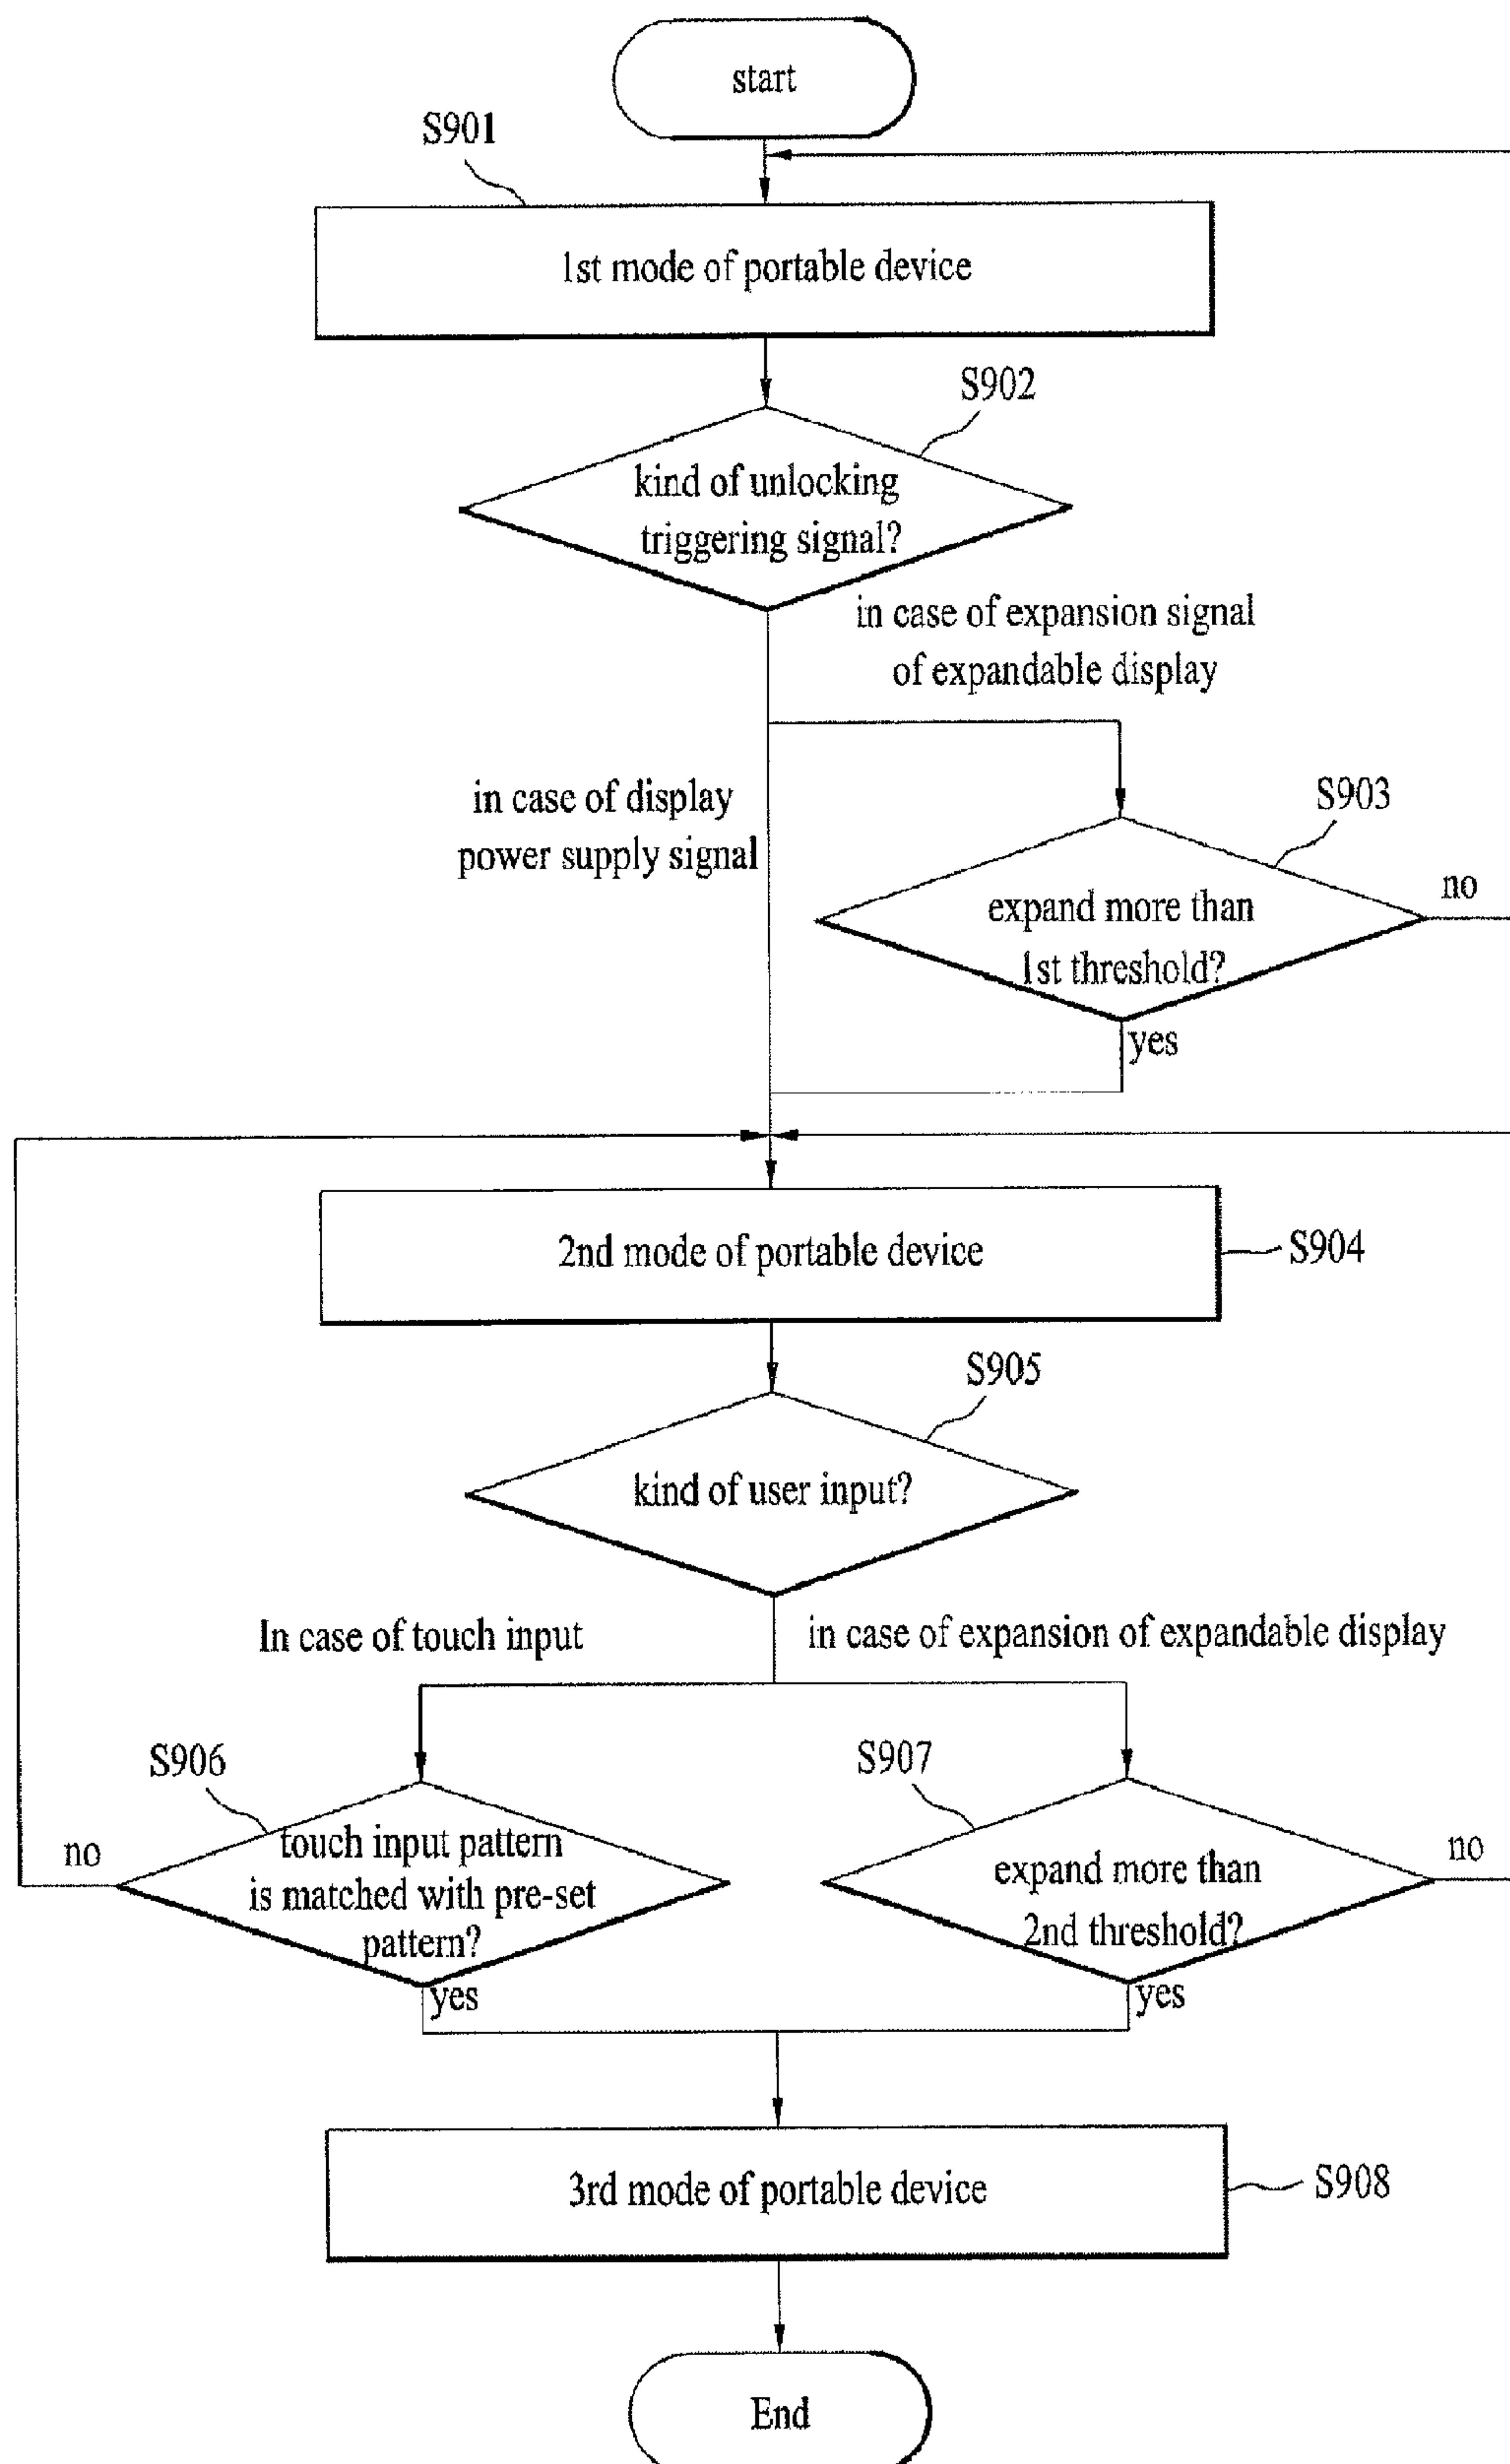 start
S901
1st mode of portable device
S902
kind of unlocking
triggering signal?
in case of expansion signal
of expandable display
in case of display
power supply signal
S903
expand more than
1st threshold?
no
yes
2nd mode of portable device
S904
S905
kind of user input?
In case of touch input
in case of expansion of expandable display
S906
touch input pattern
is matched with pre-set
pattern?
no
yes
S907
expand more than
2nd threshold?
no
yes
3rd mode of portable device
S908
End